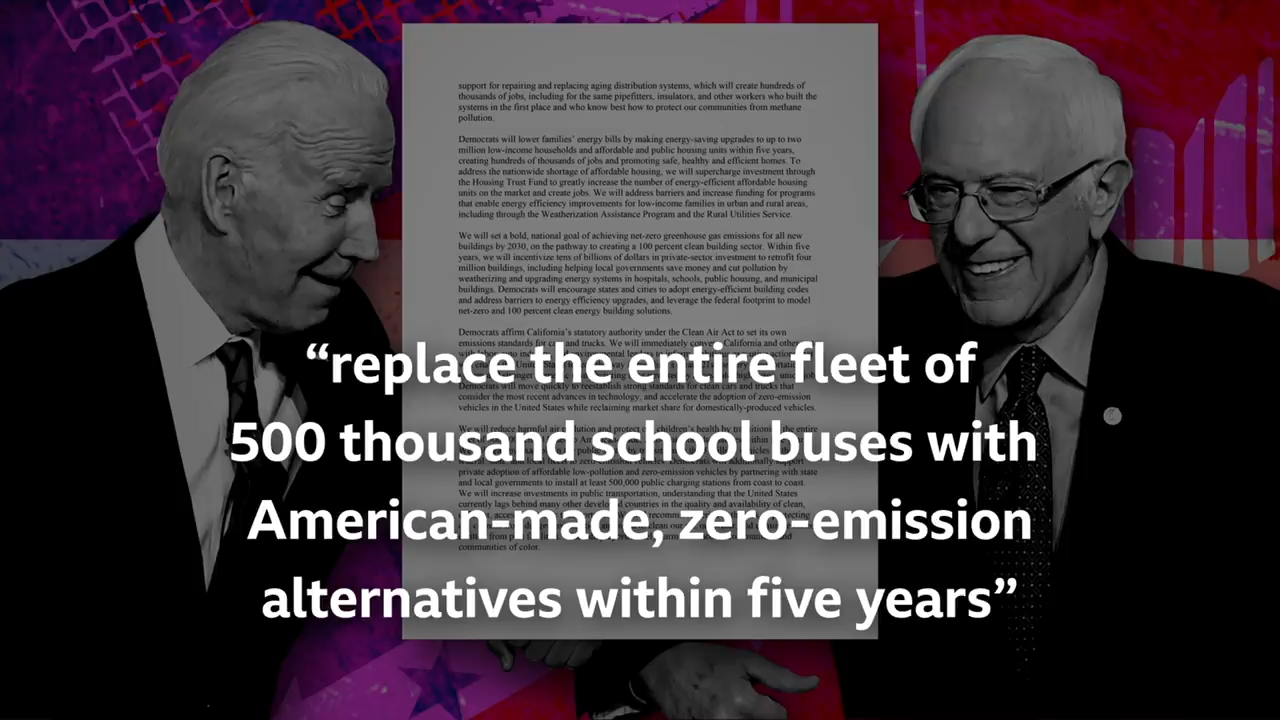 support for repairing and replacing aging distribution systems, which will create hundreds of
thousands of jobs, including for the same pipefitters, insulators, and other workers who built the
systems in the first place and who know best how to protect our communities from methane
pollution.
Democrats will lower families’ energy bills by making energy-saving upgrades to up to two
million low-income households and affordable and public housing units within five years,
creating hundreds of thousands of jobs and promoting safe, healthy and efficient homes. To
address the nationwide shortage of affordable housing, we will supercharge investment through
the Housing Trust Fund to greatly increase the number of energy-efficient affordable housing
units on the market and create jobs. We will address barriers and increase funding for programs
that enable energy efficiency improvements for low-income families in urban and rural areas,
including through the Weatherization Assistance Program and the Rural Utilities Service.
We will set a bold, national goal of achieving net-zero greenhouse gas emissions for all new
buildings by 2030, on the pathway to creating a 100 percent clean building sector. Within five
years, we will incentivize tens of billions of dollars in private-sector investment to retrofit four
million buildings, including helping local governments save money and cut pollution by
weatherizing and upgrading energy systems in hospitals, schools, public housing, and municipal
buildings. Democrats will encourage states and cities to adopt energy-efficient building codes
and address barriers to energy efficiency upgrades, and leverage the federal footprint to model
net-zero and 100 percent clean energy building solutions.
Democrats affirm California’s statutory authority under the Clean Air Act to set its own
emissions standards for cars and trucks. We will immediately California and other
“replace the entire fleet of
Democrats will move quickly to reestablish strong standards for clean cars and trucks that
consider the most recent advances in technology, and accelerate the adoption of zero-emission
vehicles in the United States while reclaiming market share for domestically-produced vehicles.
We will reduce harmful air pollution and protect children’s health by the entire
500 thousand school buses with
private adoption of affordable low-pollution and zero-emission vehicles by partnering with state
and local governments to install at least 500,000 public charging stations from coast to coast.
We will increase investments in public transportation, understanding that the United States
currently lags behind many other countries in the quality and availability of clean,
American-made, zero-emission
communities of color.
alternatives within five years”